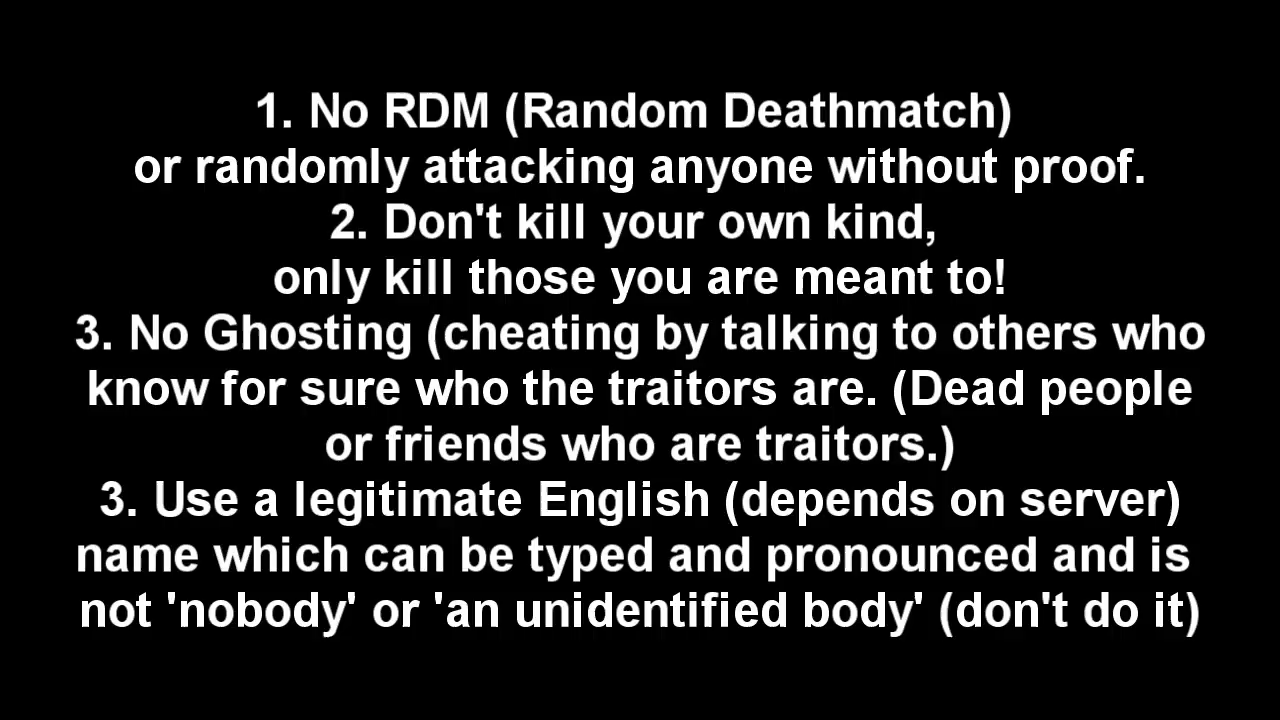 1. No RDM (Random Deathmatch)
or randomly attacking anyone without proof.
2. Don't kill your own kind,
only kill those you are meant to!
3. No Ghosting (cheating by talking to others who
know for sure who the traitors are. (Dead people
or friends who are traitors.)
3. Use a legitimate English (depends on server)
name which can be typed and pronounced and is
not 'nobody' or 'an unidentified body' (don't do it)